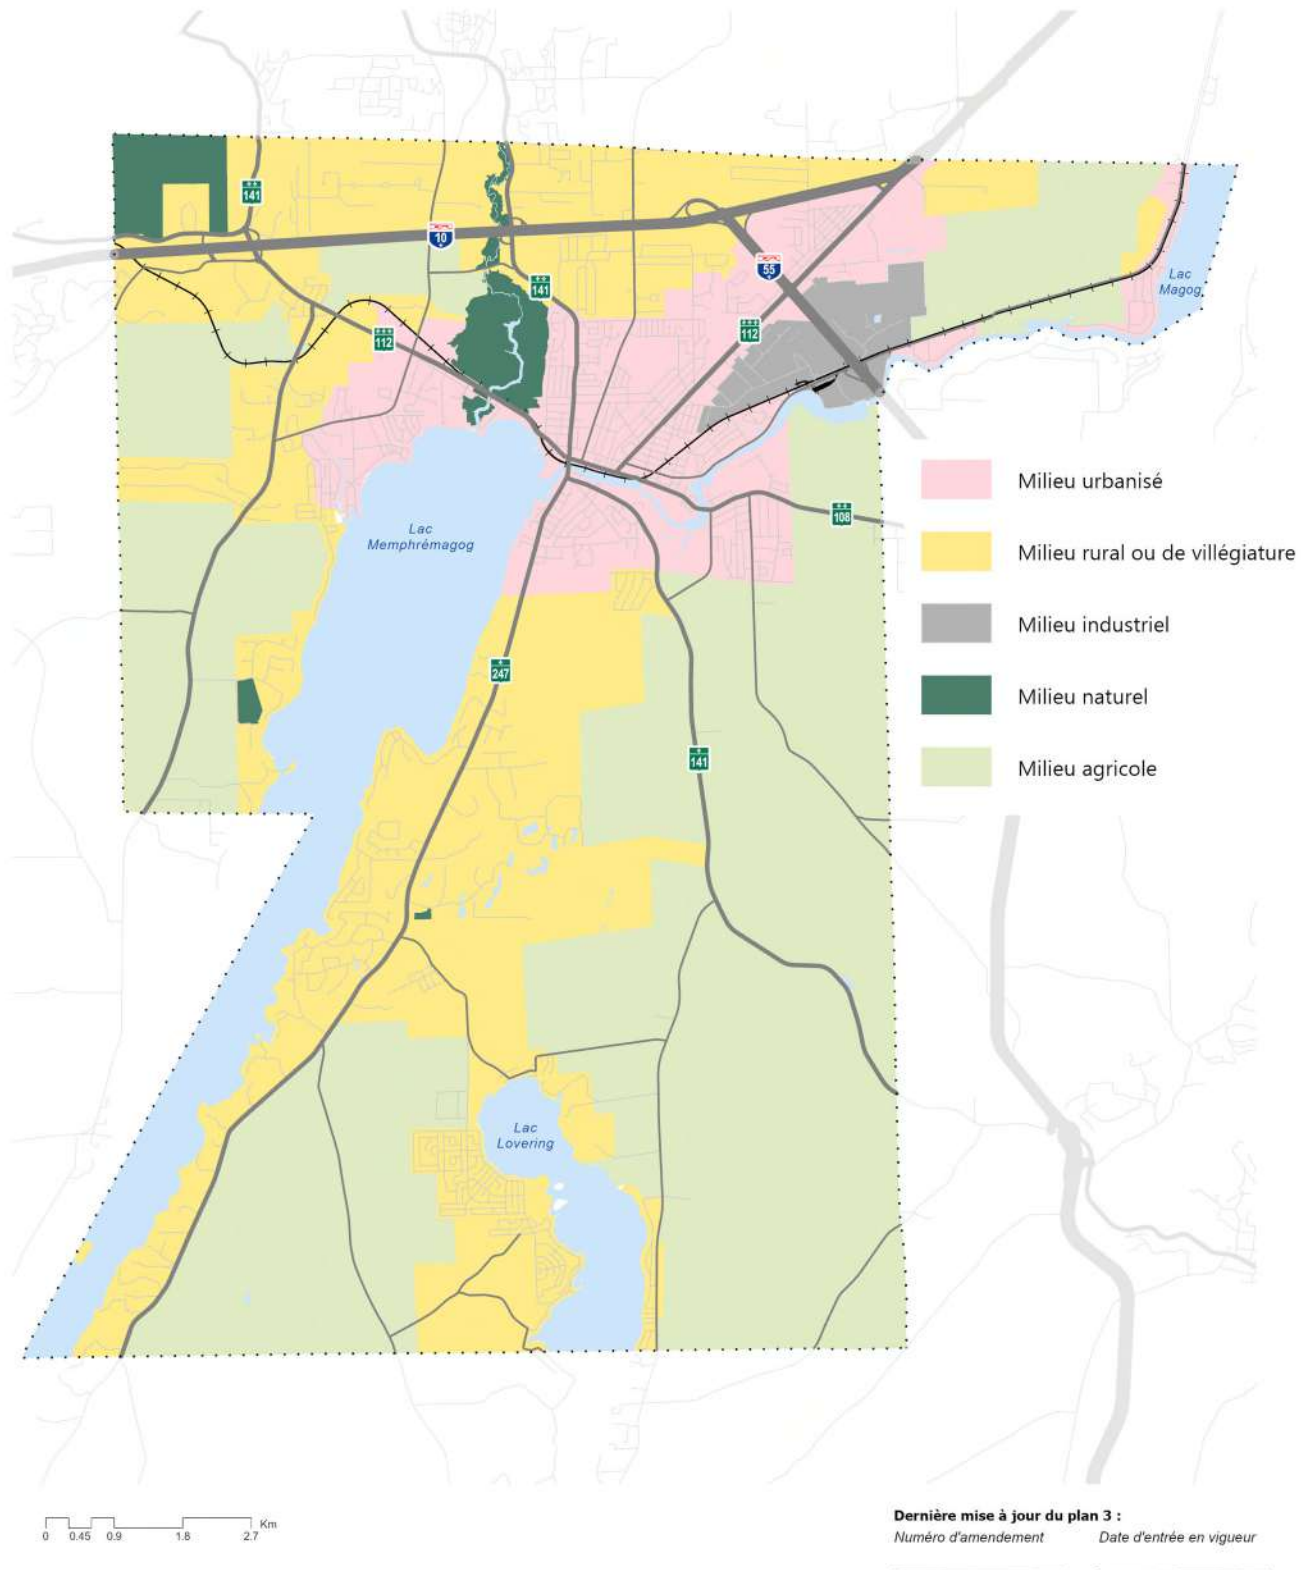 141
10
141
55
Lac
Magog
112
112
Milieu urbanisé
108
Lac
Memphrémagog
Milieu rural ou de villégiature
Milieu industriel
247
Milieu naturel
141
Milieu agricole
Lac
Lovering
Km
0 0.45 0.9 1.8 2.7
Dernière mise à jour du plan 3 :
Numéro d'amendement Date d'entrée en vigueur